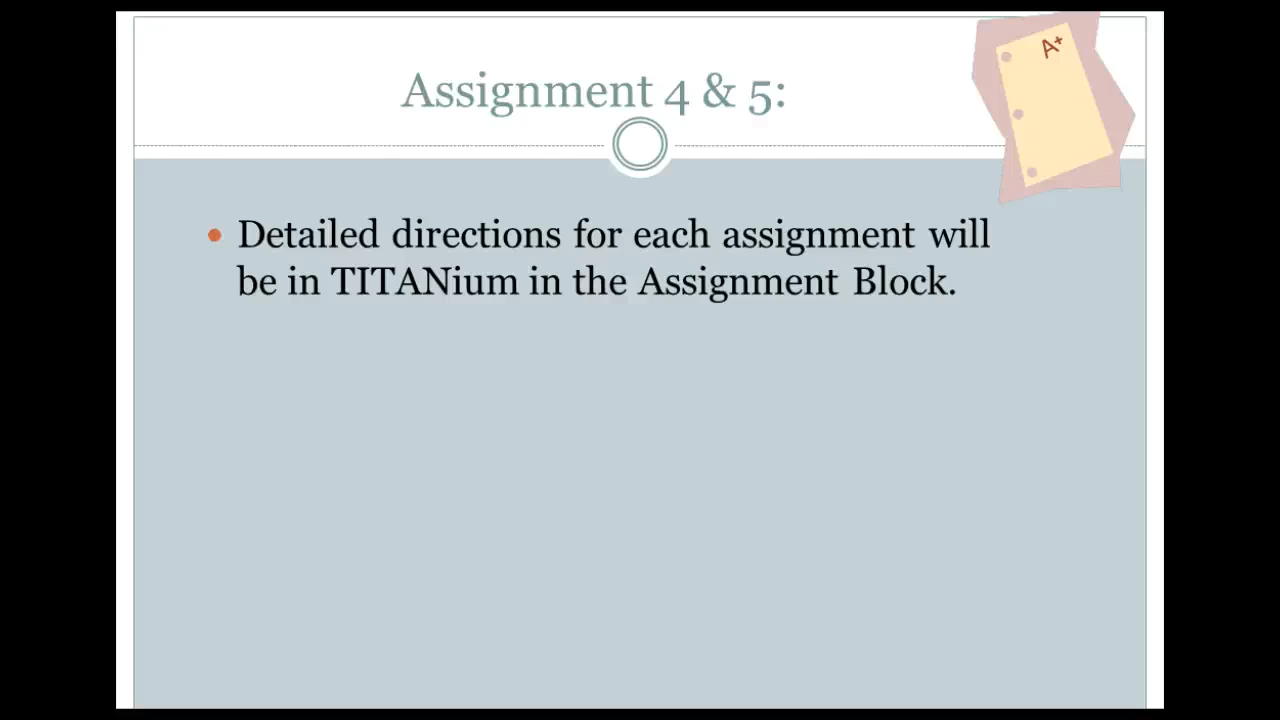 A+
Assignment 4 & 5:
Detailed directions for each assignment will
be in TITANium in the Assignment Block.